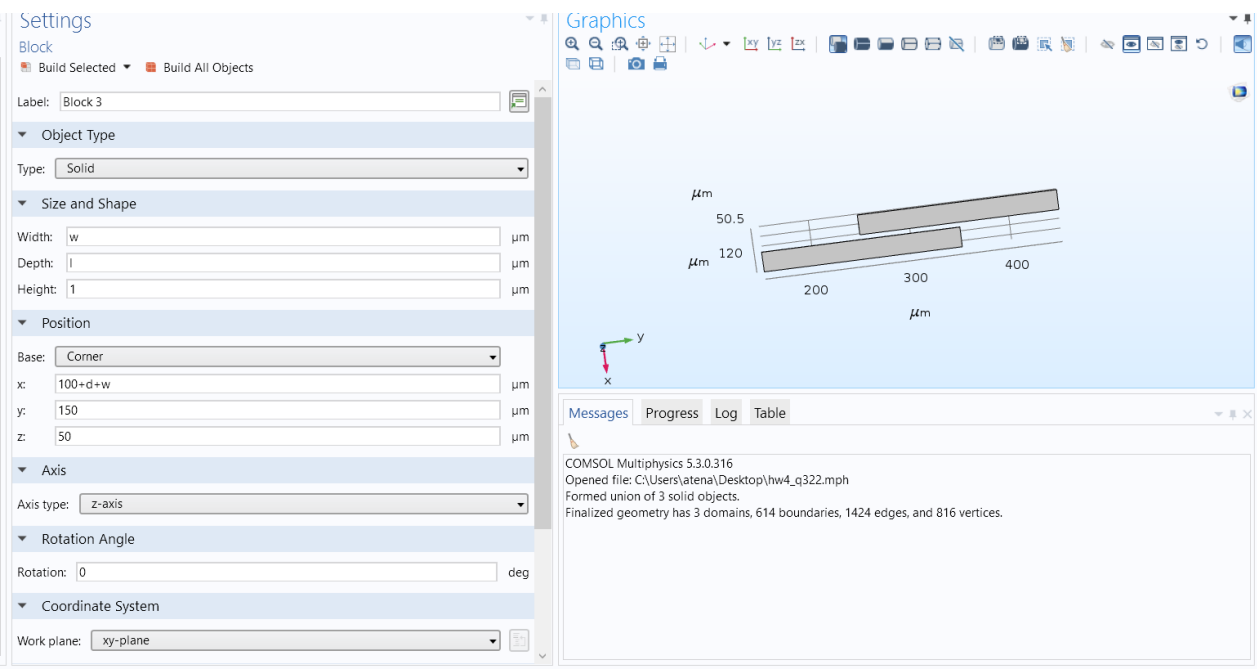 Settings
Block
Build Selected
Build All Objects
Label: Block 3
Object Type
Type: Solid
Size and Shape
Width: w µm
Depth: l µm
Height: 1 µm
Position
Base: Corner
x: 100+d+w µm
y: 150 µm
z: 50 µm
Axis
Axis type: z-axis
Rotation Angle
Rotation: 0 deg
Coordinate System
Work plane: xy-plane
Graphics
xy yz zx
µm
50.5
µm 120
200
300
400
µm
z
y
x
Messages Progress Log Table
COMSOL Multiphysics 5.3.0.316
Opened file: C:\Users\atena\Desktop\hw4_q322.mph
Formed union of 3 solid objects.
Finalized geometry has 3 domains, 614 boundaries, 1424 edges, and 816 vertices.